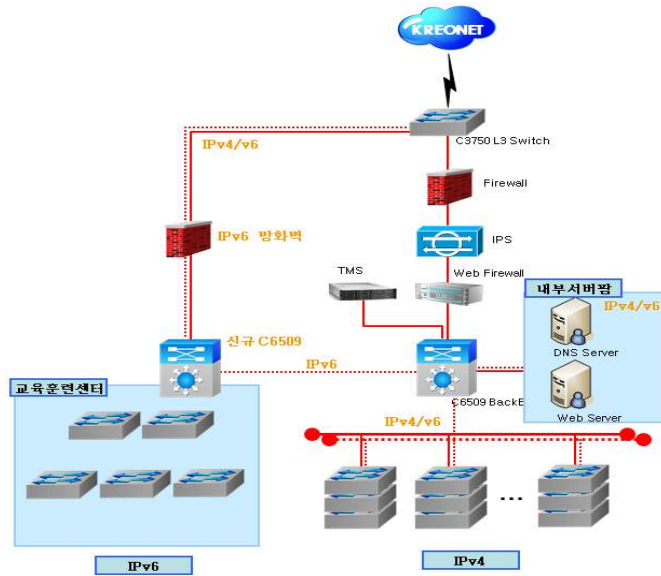 KREONET
C3750 L3 Switch
IPv4/v6
Firewall
IPv6 방화벽
IPS
TMS
Web Firewall
내부서버팜
IPv4/v6
DNS Server
신규 C6509
IPv6
교육훈련센터
C6509 BackB
Web Server
IPv4/v6
...
IPv6
IPv4